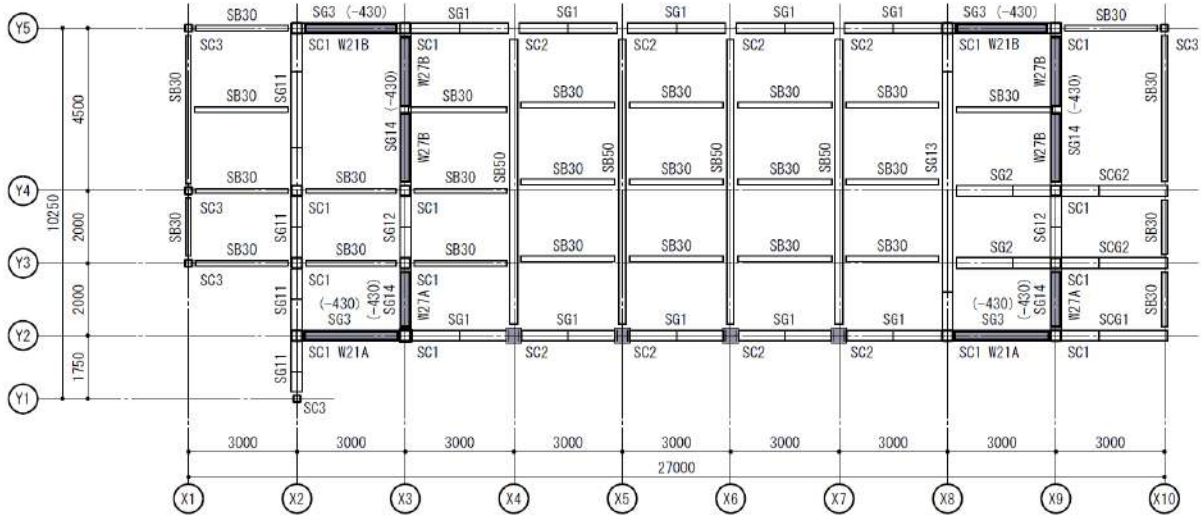 SB30 SG3 (-430) SG1 SG1 SG1 SG1 SG1 SG3 (-430) SB30
Y5
SC3 SC1 W21B SC1 SC2 SC2 SC2 SC2 SC1 W21B SC1 SC3
SB30 SG11 W27B W27B SB30
4500 SB30 SG14 (-430) SB30 SB30 SB30 SB30 SB30 SB30 SG14 (-430)
W27B SB50 SB50 SB50 SB50 SG13 W27B
SB30 SB30 SB30 SB30 SB30 SB30 SB30 SG2 SCG2
Y4
10250
SC3 SC1 SC1 SC1
SB30 2000 SG11 SG12 SG12 SB30
SB30 SB30 SB30 SB30 SB30 SB30 SB30 SG2 SCG2
Y3
SC3 SC1 SC1 SC1
2000 SG11 (-430) (-430) SG14 W27A (-430) (-430) SG14 W27A SB30
SG3 SG1 SG1 SG1 SG1 SG1 SG3 SCG1
Y2
SC1 W21A SC1 SC2 SC2 SC2 SC2 SC1 W21A SC1
1750 SG11
Y1
SC3
3000 3000 3000 3000 3000 3000 3000 3000 3000
27000
X1 X2 X3 X4 X5 X6 X7 X8 X9 X10